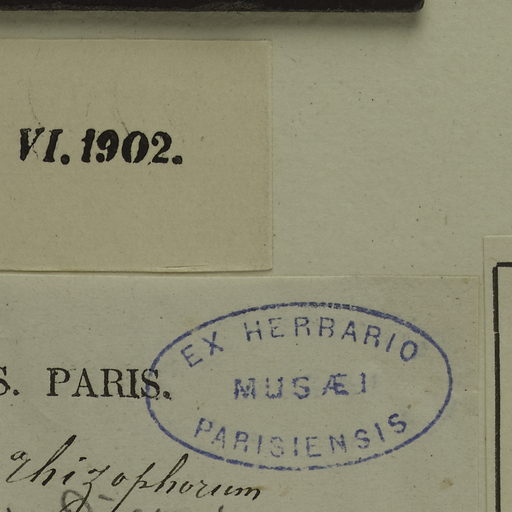 VI. 1902.
S. PARIS.
EX HERBARIO
MUSÆI
PARISIENSIS
rhizophorum